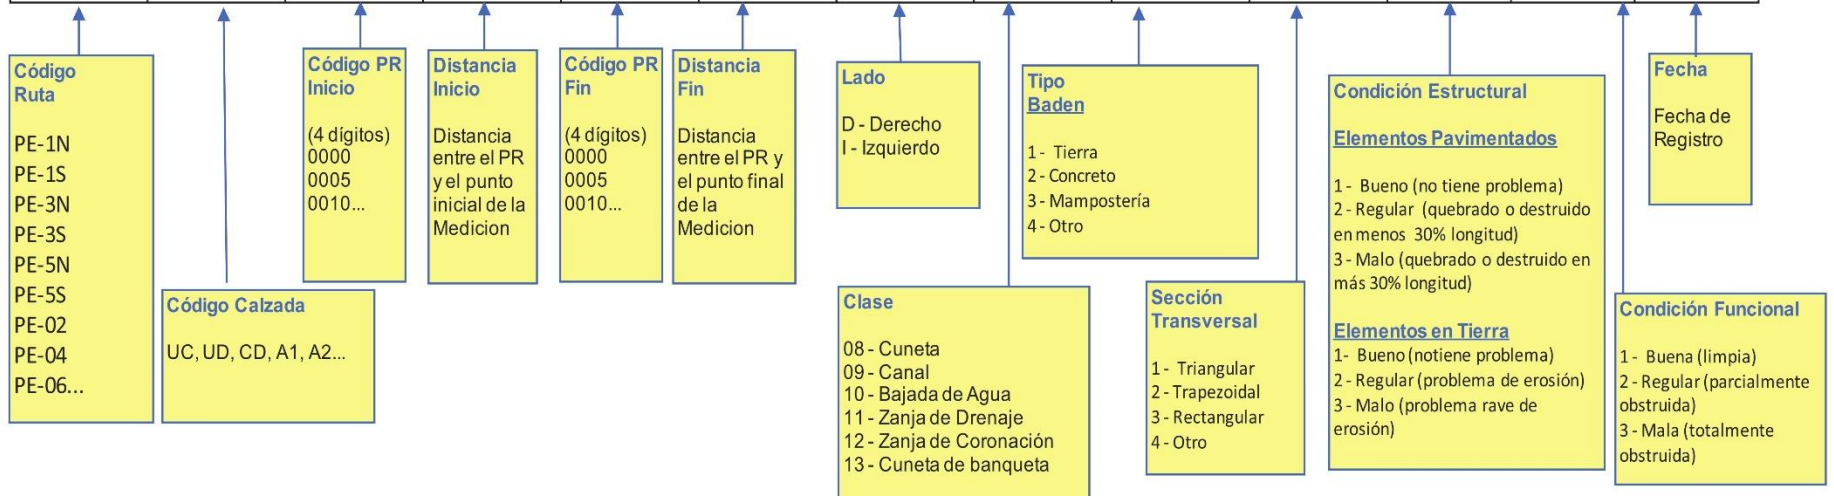 Código
Ruta
PE-1N
PE-1S
PE-3N
PE-3S
PE-5N
PE-5S
PE-02
PE-04
PE-06...
Código Calzada
UC, UD, CD, A1, A2...
Código PR
Inicio
(4 dígitos)
0000
0005
0010...
Distancia
Inicio
Distancia
entre el PR
y el punto
inicial de la
Medicion
Código PR
Fin
(4 dígitos)
0000
0005
0010...
Distancia
Fin
Distancia
entre el PR y
el punto final
de la
Medicion
Lado
D - Derecho
I - Izquierdo
Clase
08 - Cuneta
09 - Canal
10 - Bajada de Agua
11 - Zanja de Drenaje
12 - Zanja de Coronación
13 - Cuneta de banqueta
Tipo
Baden
1 - Tierra
2 - Concreto
3 - Mampostería
4 - Otro
Sección
Transversal
1 - Triangular
2 - Trapezoidal
3 - Rectangular
4 - Otro
Condición Estructural
Elementos Pavimentados
1 - Bueno (no tiene problema)
2 - Regular (quebrado o destruido
en menos 30% longitud)
3 - Malo (quebrado o destruido en
más 30% longitud)
Elementos en Tierra
1- Bueno (notiene problema)
2 - Regular (problema de erosión)
3 - Malo (problema rave de
erosión)
Condición Funcional
1 - Buena (limpia)
2 - Regular (parcialmente
obstruida)
3 - Mala (totalmente
obstruida)
Fecha
Fecha de
Registro